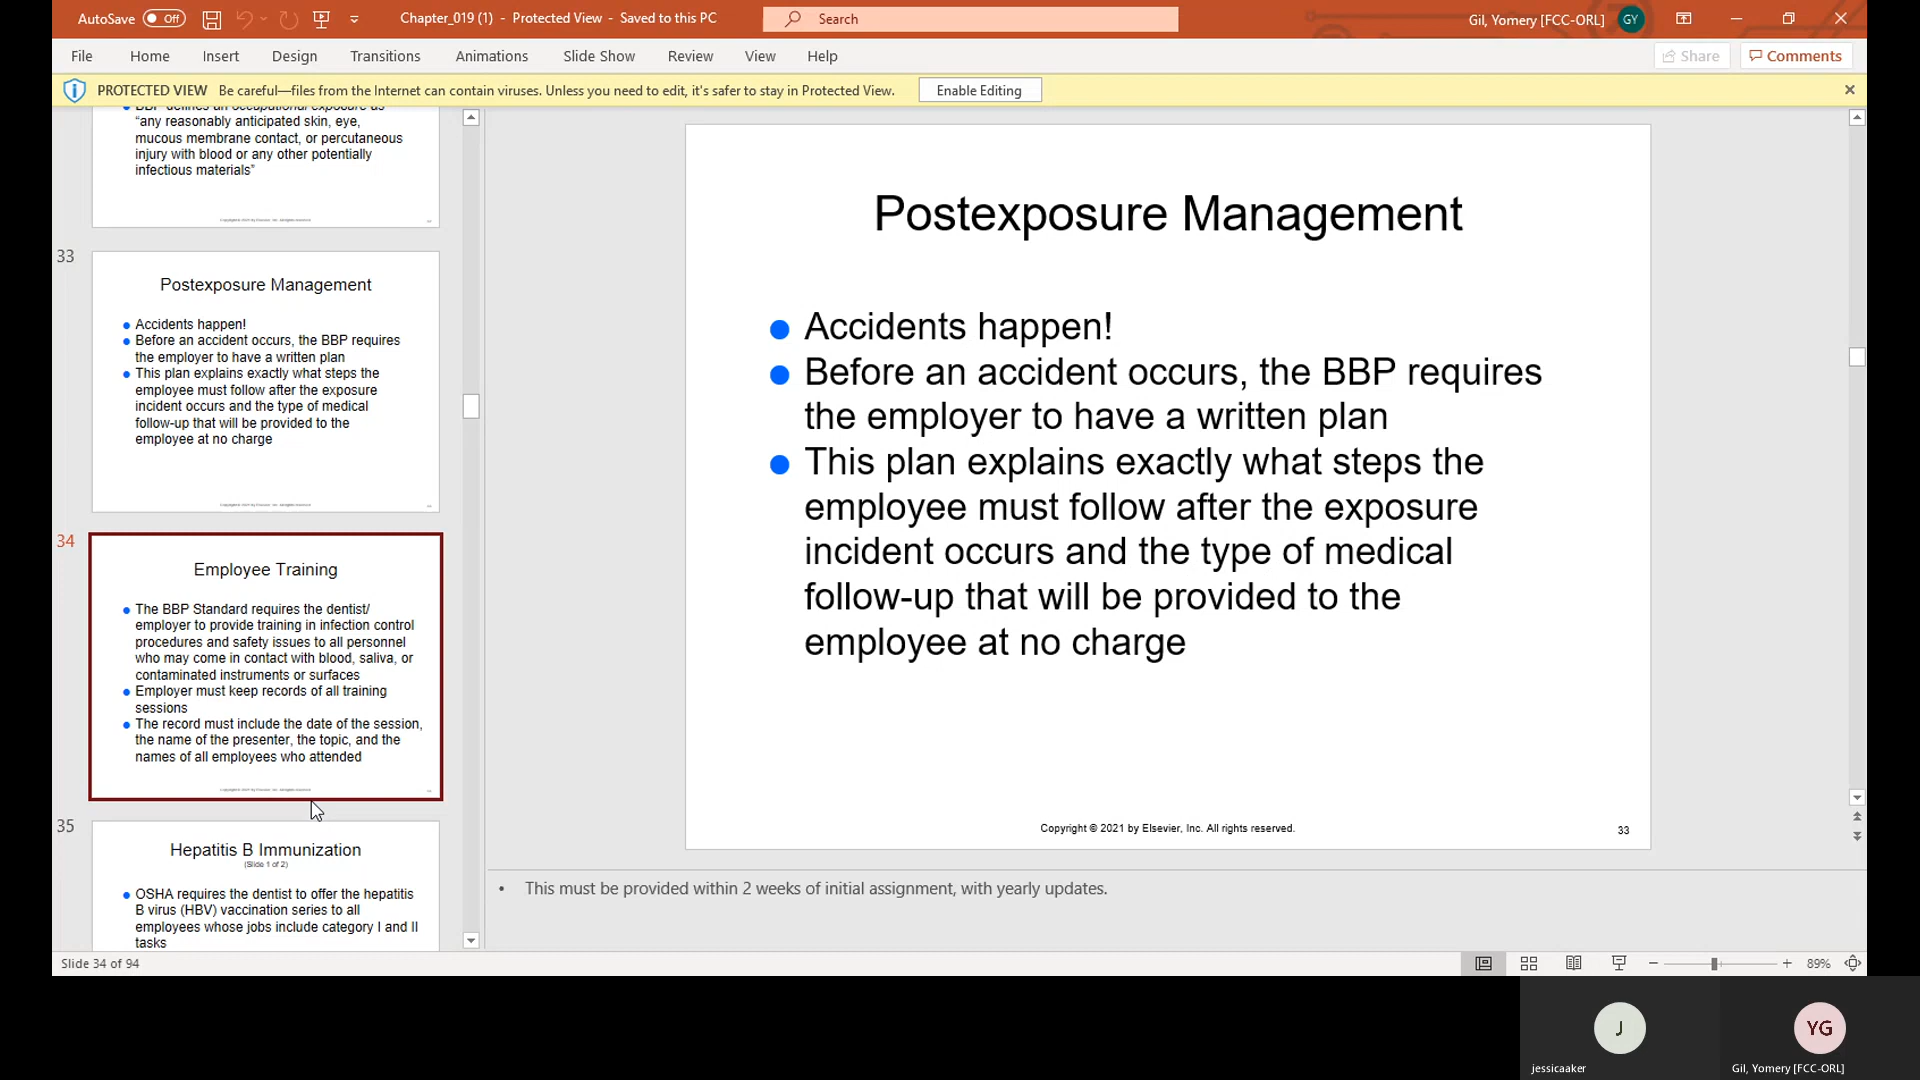 AutoSave Off Chapter_019 (1) - Protected View - Saved to this PC Search Gil, Yomery [FCC-ORL] GY
File Home Insert Design Transitions Animations Slide Show Review View Help Share Comments
PROTECTED VIEW Be careful—files from the Internet can contain viruses. Unless you need to edit, it's safer to stay in Protected View. Enable Editing
BBP defines an occupational exposure as
“any reasonably anticipated skin, eye,
mucous membrane contact, or percutaneous
injury with blood or any other potentially
infectious materials”
33
Postexposure Management
Accidents happen!
Before an accident occurs, the BBP requires
the employer to have a written plan
This plan explains exactly what steps the
employee must follow after the exposure
incident occurs and the type of medical
follow-up that will be provided to the
employee at no charge
34
Employee Training
The BBP Standard requires the dentist/
employer to provide training in infection control
procedures and safety issues to all personnel
who may come in contact with blood, saliva, or
contaminated instruments or surfaces
Employer must keep records of all training
sessions
The record must include the date of the session,
the name of the presenter, the topic, and the
names of all employees who attended
35
Hepatitis B Immunization
(Slide 1 of 2)
OSHA requires the dentist to offer the hepatitis
B virus (HBV) vaccination series to all
employees whose jobs include category I and II
tasks
Postexposure Management
Accidents happen!
Before an accident occurs, the BBP requires
the employer to have a written plan
This plan explains exactly what steps the
employee must follow after the exposure
incident occurs and the type of medical
follow-up that will be provided to the
employee at no charge
Copyright © 2021 by Elsevier, Inc. All rights reserved.
33
• This must be provided within 2 weeks of initial assignment, with yearly updates.
Slide 34 of 94
89%
J
jessicaaker
YG
Gil, Yomery [FCC-ORL]